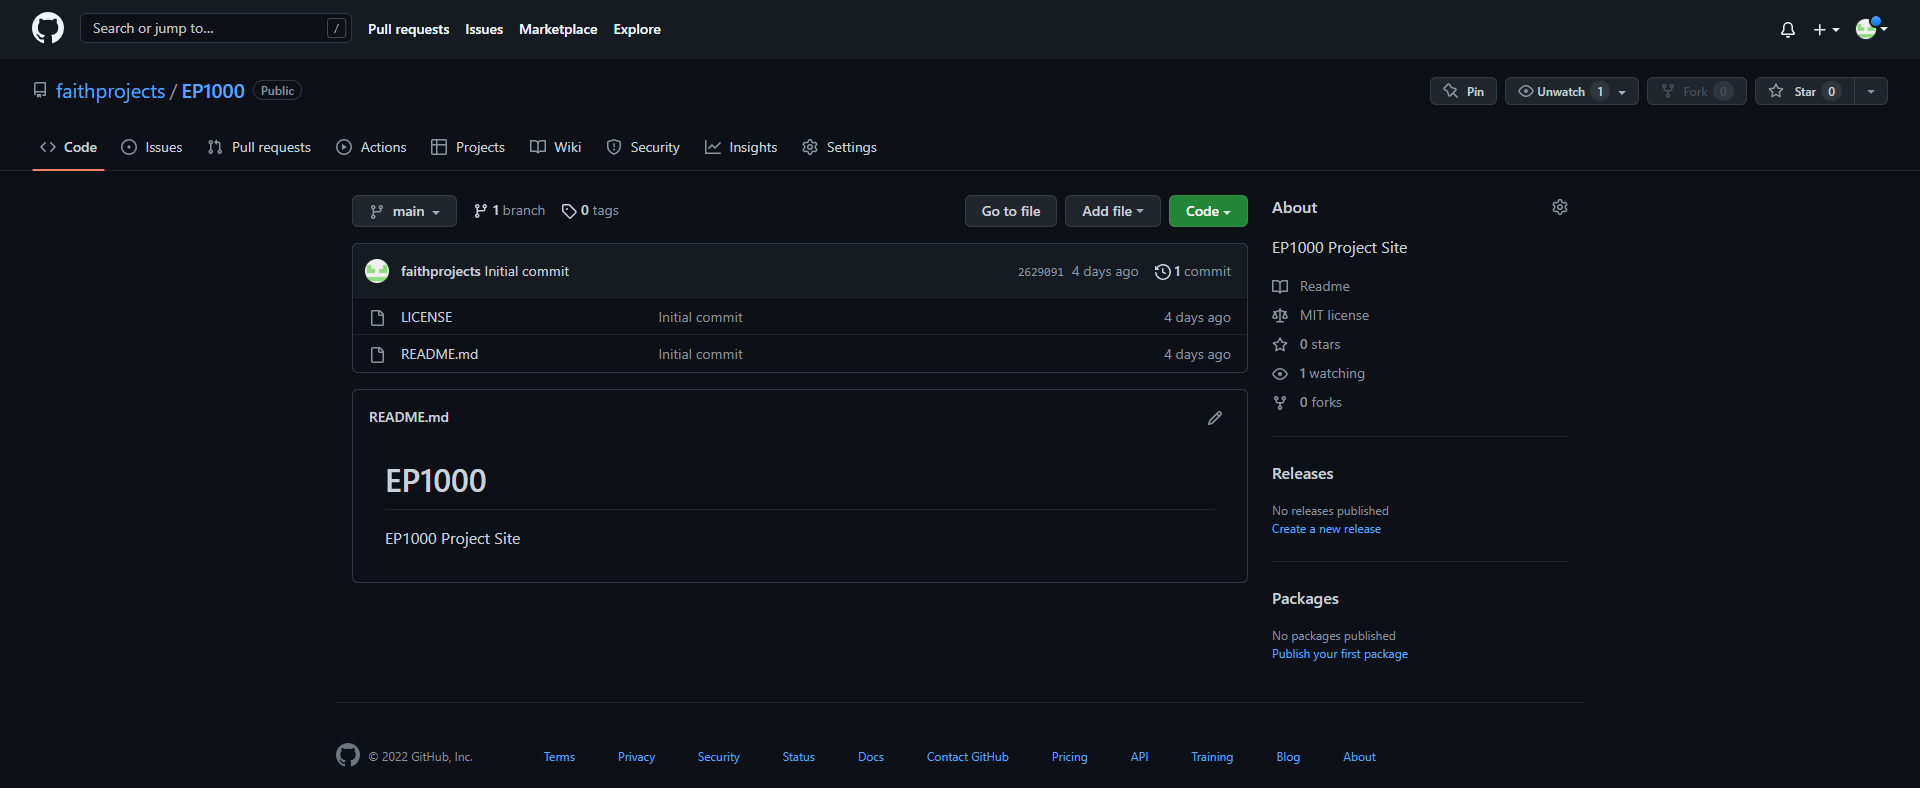 Search or jump to... /
Pull requests Issues Marketplace Explore
faithprojects / EP1000 Public
Pin Unwatch 1 Fork 0 Star 0
Code Issues Pull requests Actions Projects Wiki Security Insights Settings
main 1 branch 0 tags Go to file Add file Code
faithprojects Initial commit 2629091 4 days ago 1 commit
LICENSE Initial commit 4 days ago
README.md Initial commit 4 days ago
README.md
EP1000
EP1000 Project Site
About
EP1000 Project Site
Readme
MIT license
0 stars
1 watching
0 forks
Releases
No releases published
Create a new release
Packages
No packages published
Publish your first package
© 2022 GitHub, Inc. Terms Privacy Security Status Docs Contact GitHub Pricing API Training Blog About